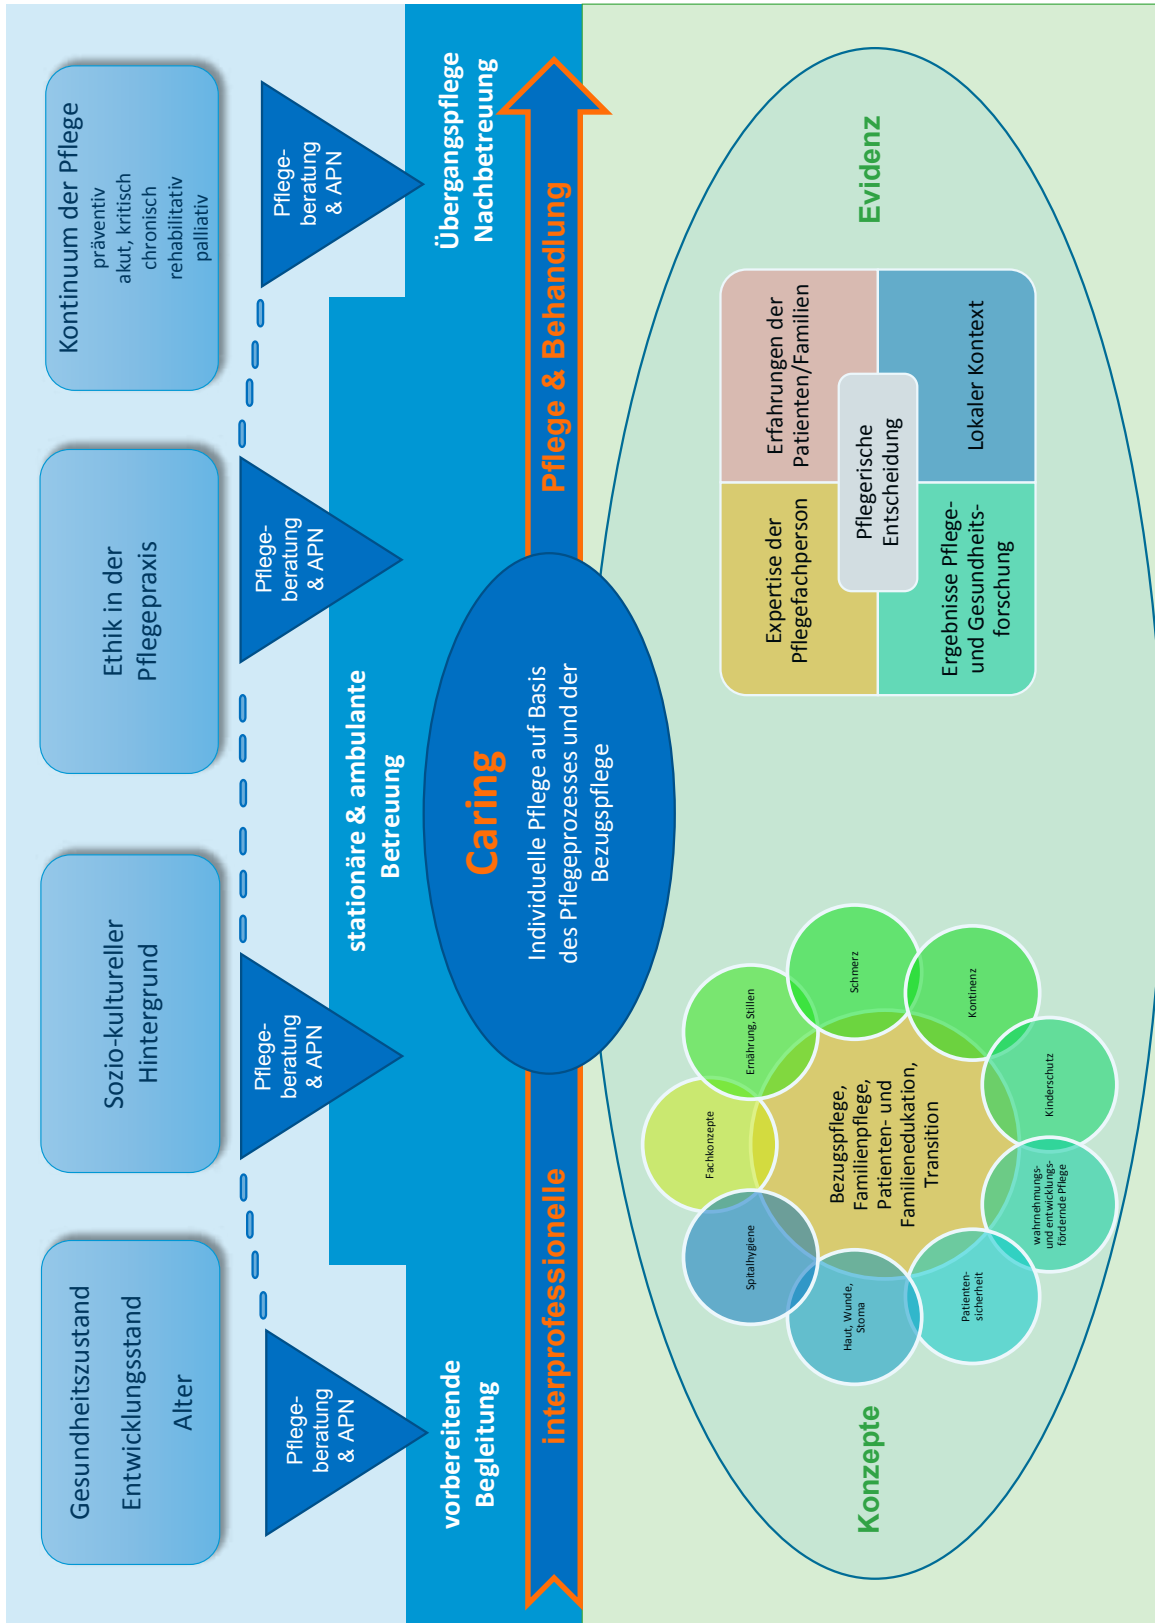 Gesundheitszustand
Entwicklungsstand
Alter
Sozio-kultureller
Hintergrund
Ethik in der
Pflegepraxis
Kontinuum der Pflege
präventiv
akut, kritisch
chronisch
rehabilitativ
palliativ
Pflege-
beratung
& APN
Pflege-
beratung
& APN
Pflege-
beratung
& APN
Pflege-
beratung
& APN
vorbereitende
Begleitung
stationäre & ambulante
Betreuung
Übergangspflege
Nachbetreuung
interprofessionelle
Caring
Individuelle Pflege auf Basis
des Pflegeprozesses und der
Bezugspflege
Pflege & Behandlung
Konzepte
Fachkonzepte
Ernährung, Stillen
Schmerz
Kontinenz
Kinderschutz
wahrnehmungs-
und entwicklungs-
fördernde Pflege
Patienten-
sicherheit
Haut, Wunde,
Stoma
Spitalhygiene
Bezugspflege,
Familienpflege,
Patienten- und
Familienedukation,
Transition
Expertise der
Pflegefachperson
Erfahrungen der
Patienten/Familien
Pflegerische
Entscheidung
Ergebnisse Pflege-
und Gesundheits-
forschung
Lokaler Kontext
Evidenz